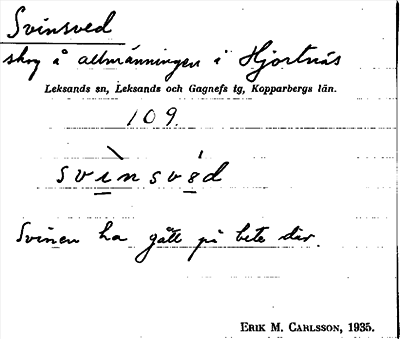 Svinsved
skog å allmänningen i Hjortnäs
Leksands sn, Leksands och Gagnefs tg, Kopparbergs län.
109.
svìnsvéd
Svinen ha gått på bete där.
ERIK M. CARLSSON, 1935.